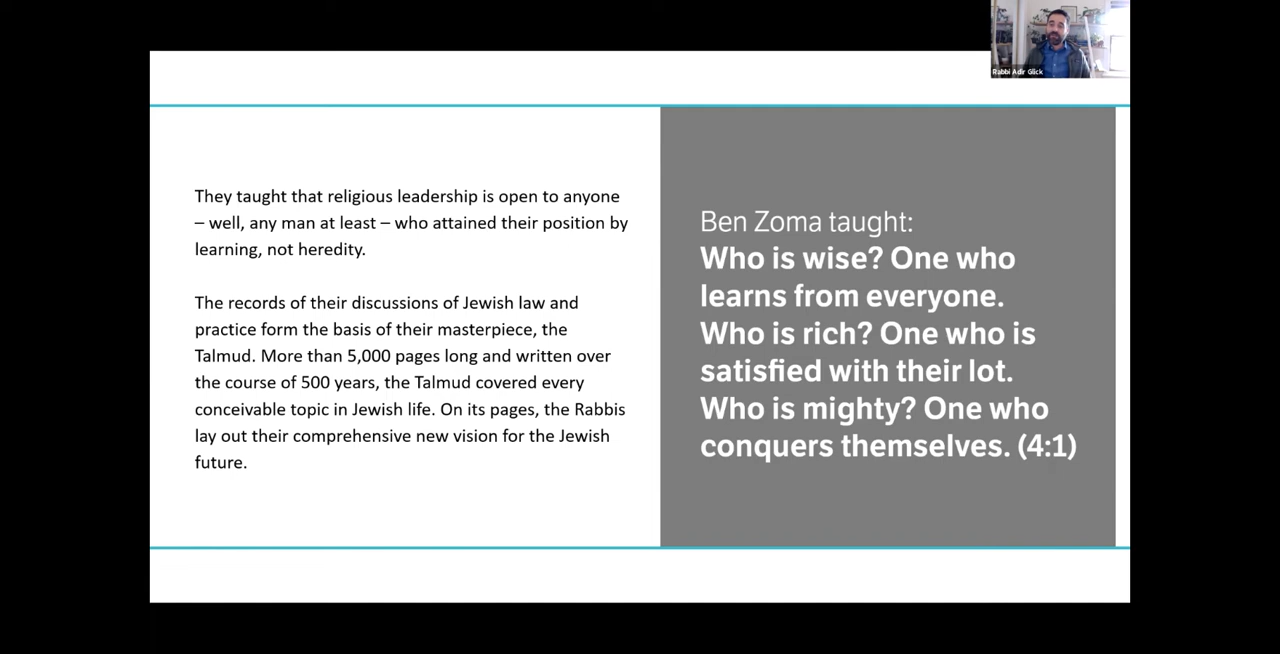 Rabbi Adir Glick
They taught that religious leadership is open to anyone
– well, any man at least – who attained their position by
learning, not heredity.
The records of their discussions of Jewish law and
practice form the basis of their masterpiece, the
Talmud. More than 5,000 pages long and written over
the course of 500 years, the Talmud covered every
conceivable topic in Jewish life. On its pages, the Rabbis
lay out their comprehensive new vision for the Jewish
future.
Ben Zoma taught:
Who is wise? One who
learns from everyone.
Who is rich? One who is
satisfied with their lot.
Who is mighty? One who
conquers themselves. (4:1)